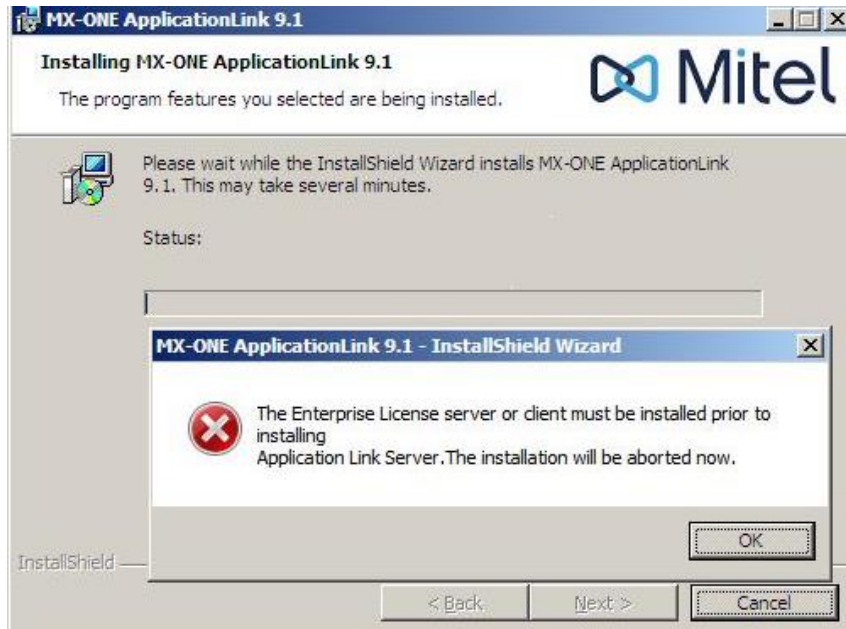 MX-ONE ApplicationLink 9.1
Installing MX-ONE ApplicationLink 9.1
The program features you selected are being installed.
Mitel
Please wait while the InstallShield Wizard installs MX-ONE ApplicationLink
9.1. This may take several minutes.
Status:
MX-ONE ApplicationLink 9.1 - InstallShield Wizard
The Enterprise License server or client must be installed prior to
installing
Application Link Server.The installation will be aborted now.
OK
InstallShield
< Back
Next >
Cancel